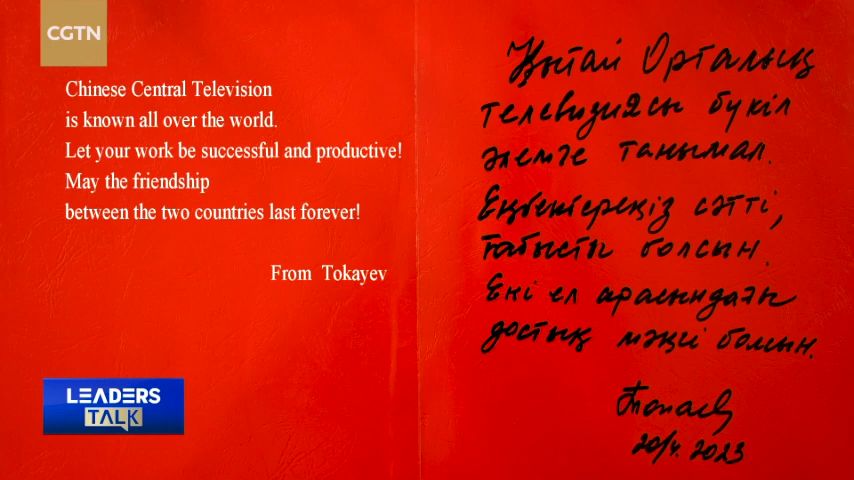 CGTN
Chinese Central Television
is known all over the world.
Let your work be successful and productive!
May the friendship
between the two countries last forever!
From Tokayev
LEADERS
TALK
Қытай Орталық
телевизиясы бүкіл
әлемге танымал.
Еңбектеріңіз сәтті,
табысты болсын.
Екі ел арасындағы
достық мәңгі болсын.
Тоқаев
20/4. 2023